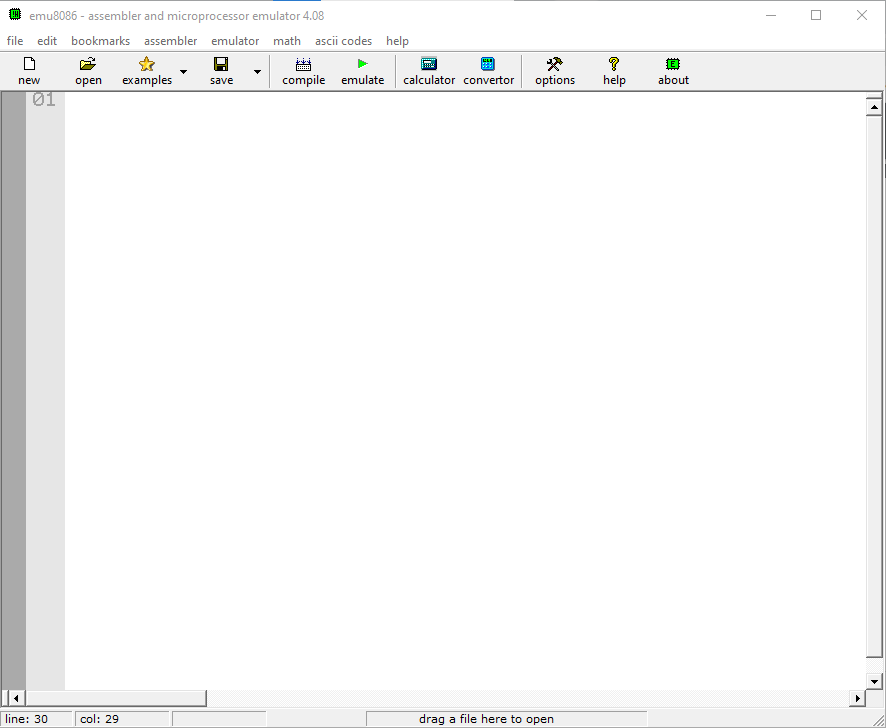 emu8086 - assembler and microprocessor emulator 4.08
file edit bookmarks assembler emulator math ascii codes help
new open examples save compile emulate calculator convertor options help about
01
line: 30 col: 29 drag a file here to open